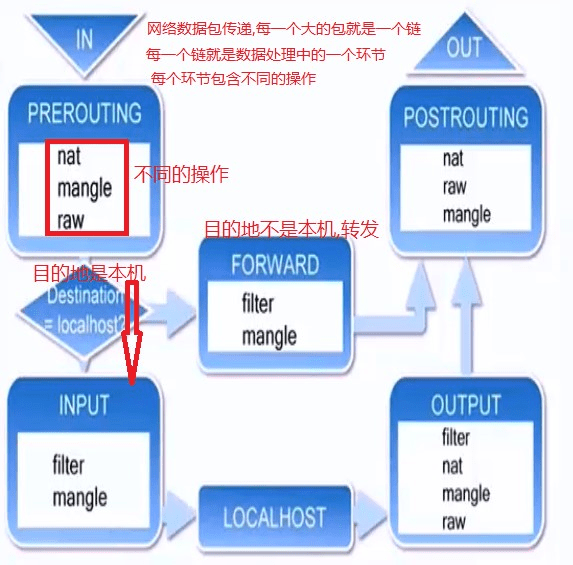 IN
网络数据包传递,每一个大的包就是一个链
每一个链就是数据处理中的一个环节
每个环节包含不同的操作
OUT
PREROUTING
nat
mangle
raw
不同的操作
POSTROUTING
nat
raw
mangle
目的地不是本机,转发
FORWARD
filter
mangle
目的地是本机
Destination
= localhost?
INPUT
filter
mangle
LOCALHOST
OUTPUT
filter
nat
mangle
raw